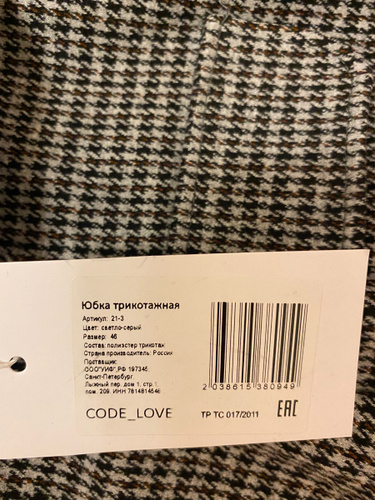 Юбка трикотажная
Артикул: 21-3
Цвет: светло-серый
Размер: 46
Состав: полиэстер трикотаж
Страна производитель: Россия
Поставщик:
ООО"УИФ",РФ 197345,
Санкт-Петербург,
Лыжный пер. дом 1, стр.1,
пом. 209. ИНН 7814814546
2 038615 380949
CODE_LOVE
ТР ТС 017/2011
EAC